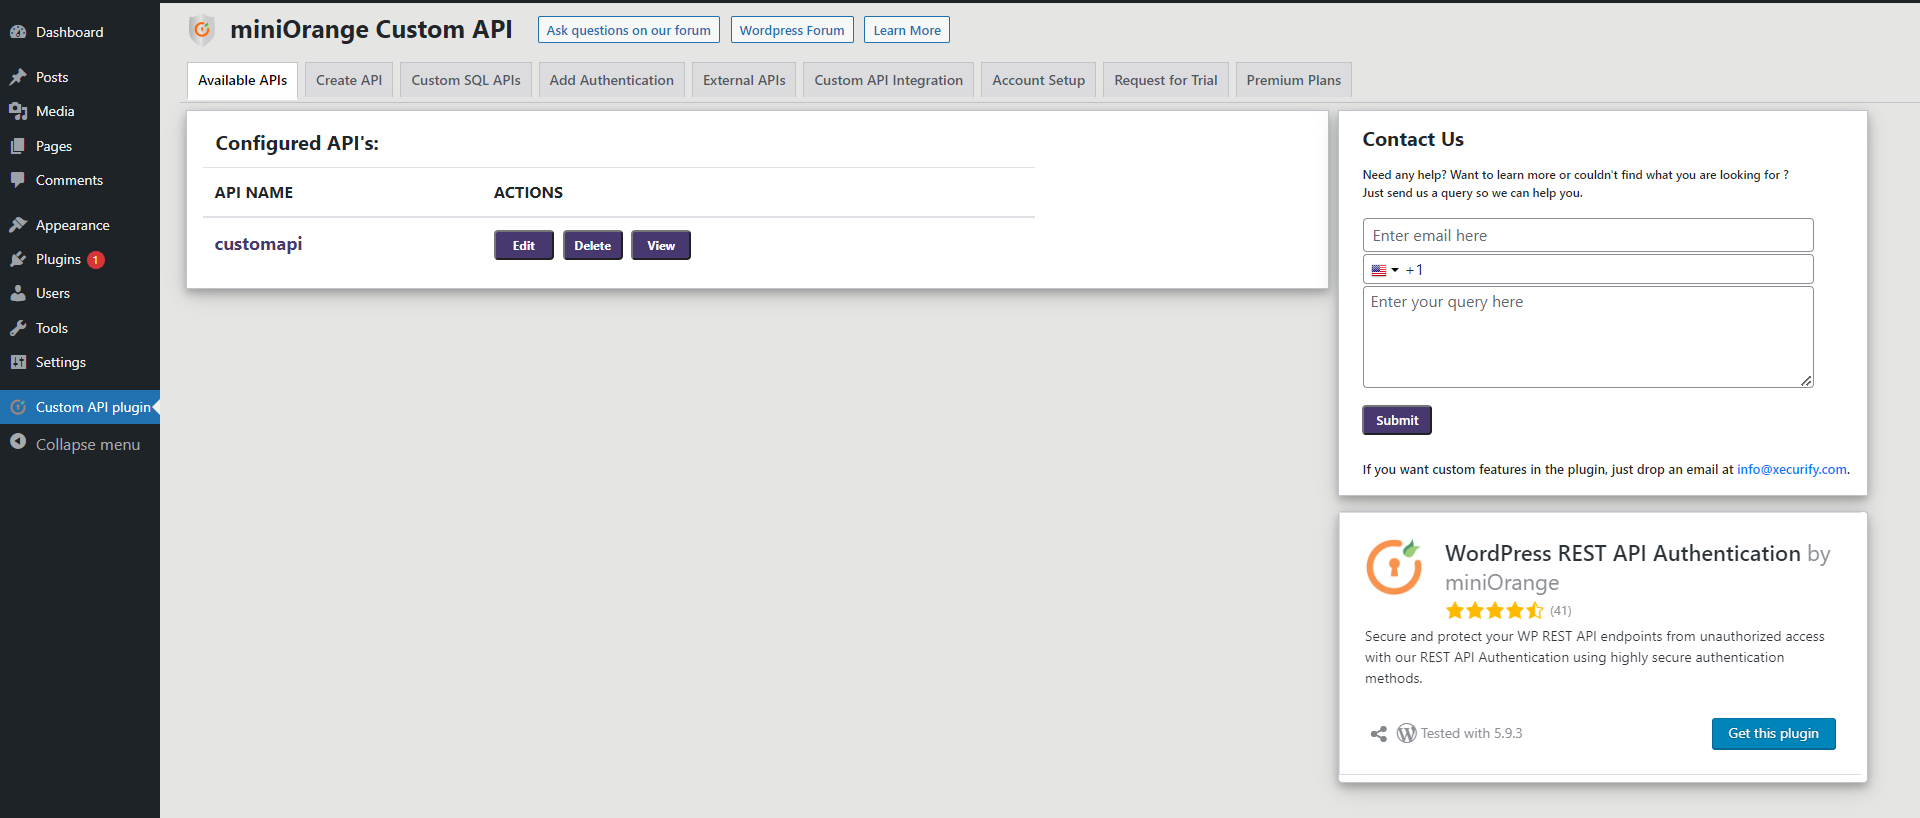 Dashboard
Posts
Media
Pages
Comments
Appearance
Plugins 1
Users
Tools
Settings
Custom API plugin
Collapse menu
miniOrange Custom API
Ask questions on our forum
Wordpress Forum
Learn More
Available APIs
Create API
Custom SQL APIs
Add Authentication
External APIs
Custom API Integration
Account Setup
Request for Trial
Premium Plans
Configured API's:
API NAME ACTIONS
customapi Edit Delete View
Contact Us
Need any help? Want to learn more or couldn't find what you are looking for ?
Just send us a query so we can help you.
Enter email here
+1
Enter your query here
Submit
If you want custom features in the plugin, just drop an email at info@xecurify.com.
WordPress REST API Authentication by
miniOrange
(41)
Secure and protect your WP REST API endpoints from unauthorized access
with our REST API Authentication using highly secure authentication
methods.
Tested with 5.9.3
Get this plugin